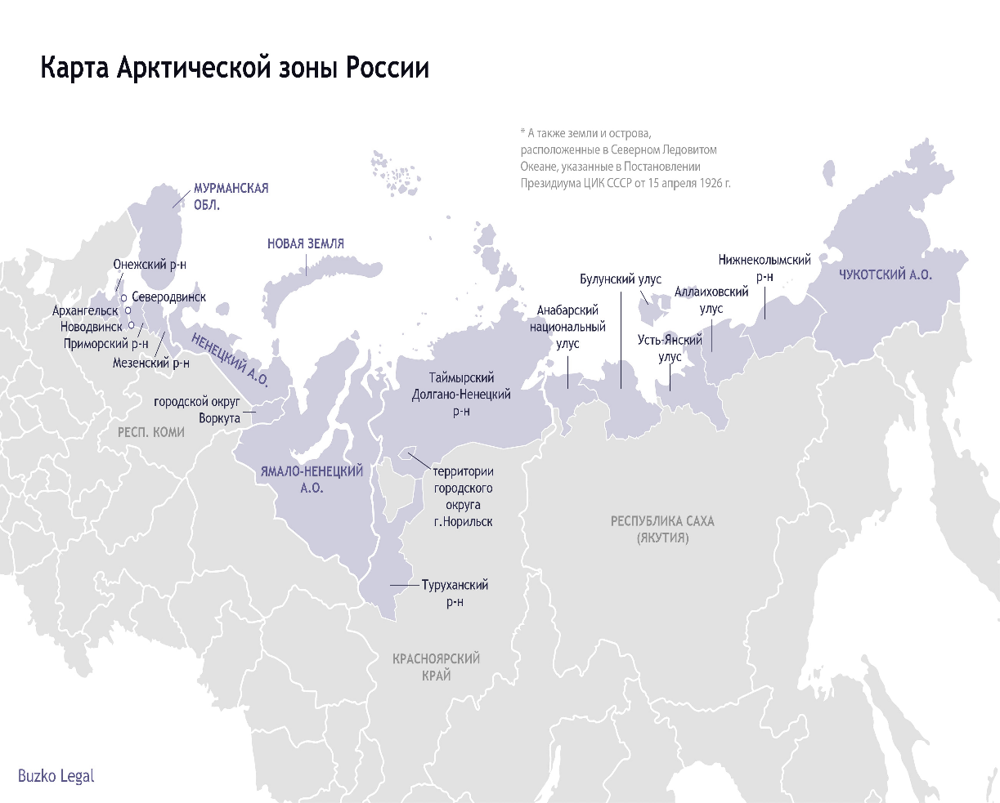 Карта Арктической зоны России
* А также земли и острова,
расположенные в Северном Ледовитом
Океане, указанные в Постановлении
Президиума ЦИК СССР от 15 апреля 1926 г.
МУРМАНСКАЯ
ОБЛ.
НОВАЯ ЗЕМЛЯ
Онежский р-н
Северодвинск
Архангельск
Новодвинск
Приморский р-н
Мезенский р-н
НЕНЕЦКИЙ А.О.
городской округ
Воркута
РЕСП. КОМИ
ЯМАЛО-НЕНЕЦКИЙ
А.О.
Таймырский
Долгано-Ненецкий
р-н
территории
городского
округа
г.Норильск
Туруханский
р-н
КРАСНОЯРСКИЙ
КРАЙ
Анабарский
национальный
улус
Булунский улус
Усть-Янский
улус
Аллаиховский
улус
Нижнеколымский
р-н
ЧУКОТСКИЙ А.О.
РЕСПУБЛИКА САХА
(ЯКУТИЯ)
Buzko Legal